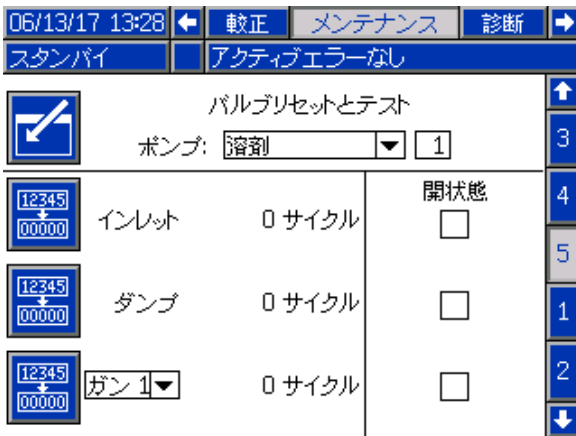 06/13/17 13:28 較正 メンテナンス 診断
スタンバイ アクティブエラーなし
バルブリセットとテスト
ポンプ: 溶剤 1
3
開状態
4
12345
00000
インレット 0 サイクル
5
12345
00000
ダンプ 0 サイクル
1
12345
00000
ガン 1 0 サイクル
2